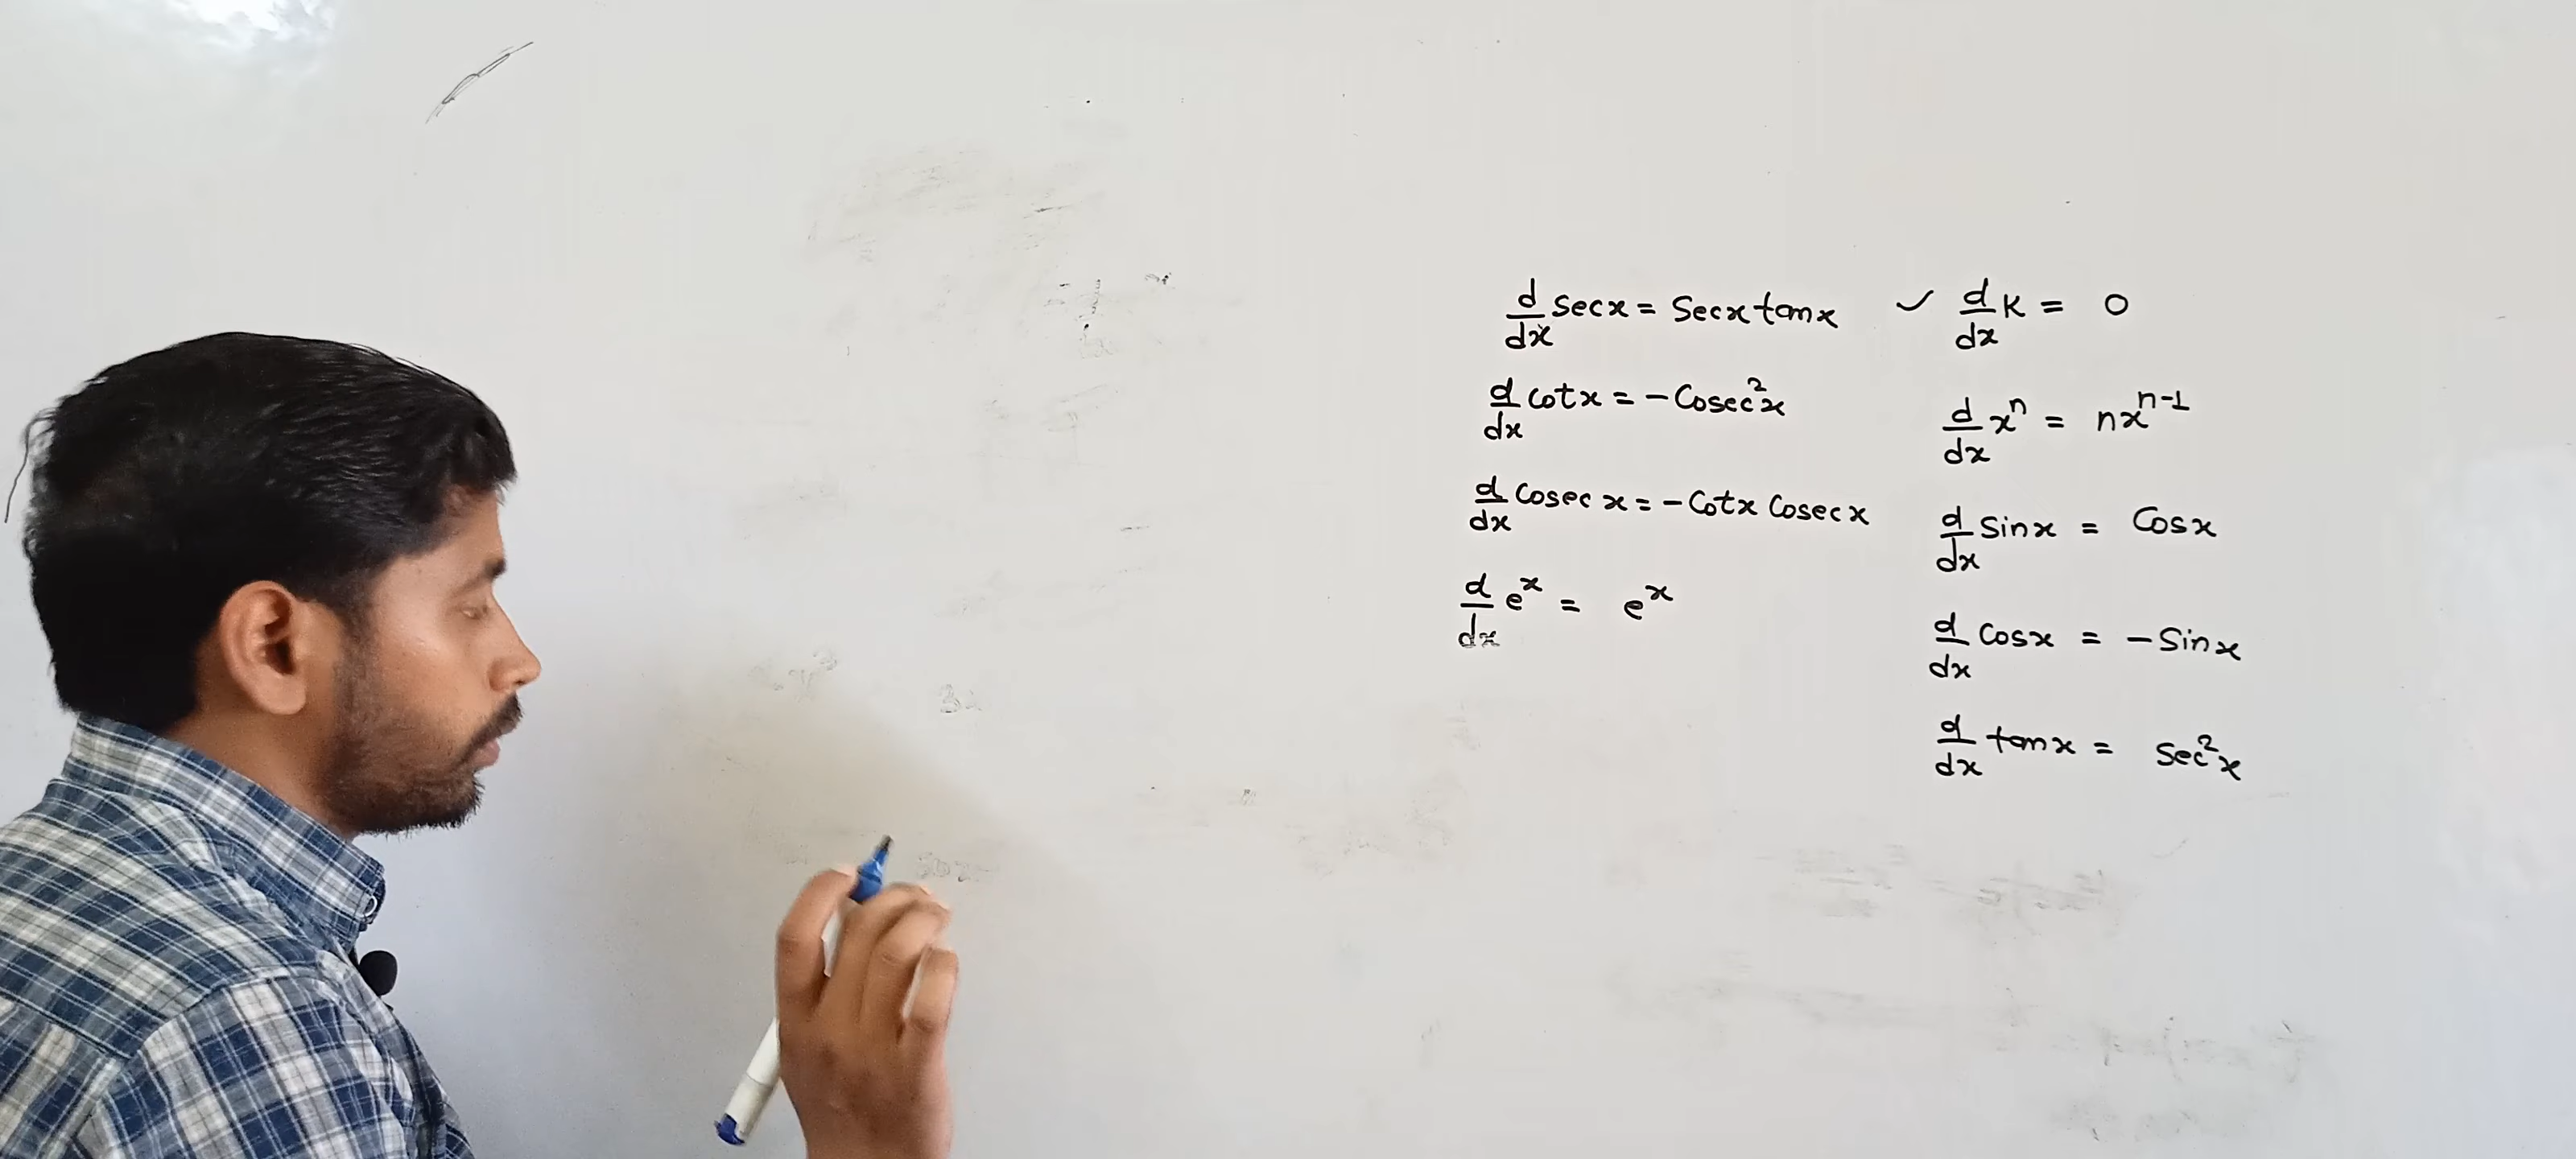 d/dx secx = Secx tanx
d/dx cotx = -Cosec²x
d/dx Cosec x = -Cotx Cosecx
d/dx eˣ = eˣ
✓ d/dx K = 0
d/dx xⁿ = nxⁿ⁻¹
d/dx Sinx = Cosx
d/dx Cosx = -Sinx
d/dx tanx = Sec²x